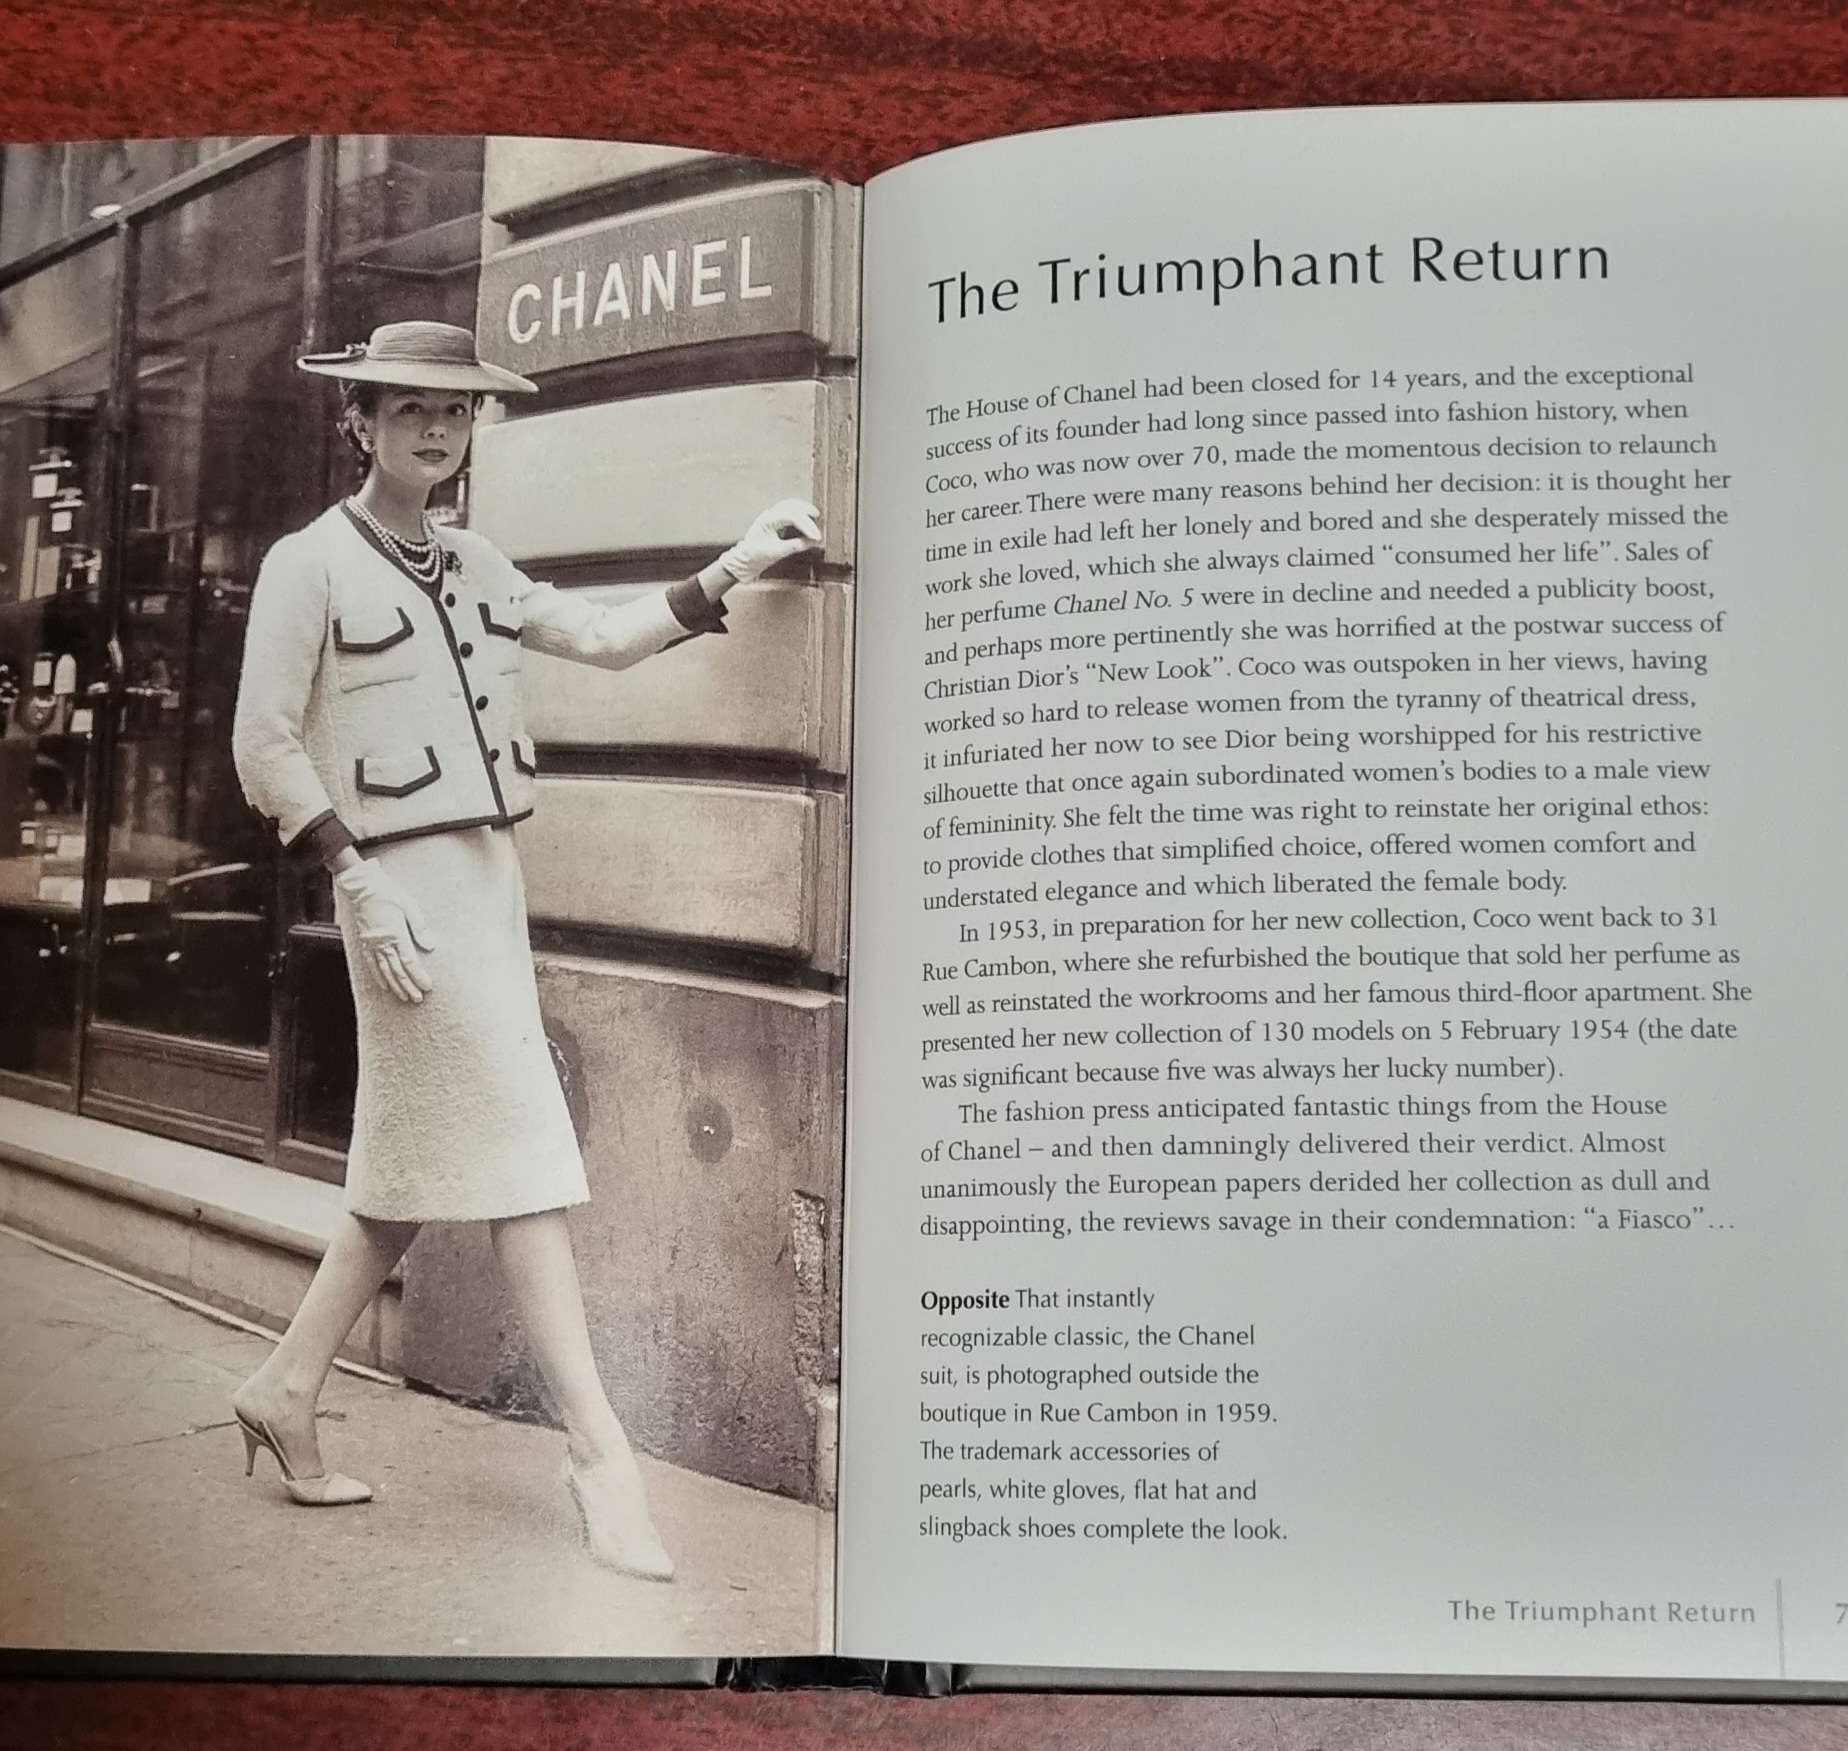 CHANEL
The Triumphant Return
The House of Chanel had been closed for 14 years, and the exceptional
success of its founder had long since passed into fashion history, when
Coco, who was now over 70, made the momentous decision to relaunch
her career. There were many reasons behind her decision: it is thought her
time in exile had left her lonely and bored and she desperately missed the
work she loved, which she always claimed “consumed her life”. Sales of
her perfume Chanel No. 5 were in decline and needed a publicity boost,
and perhaps more pertinently she was horrified at the postwar success of
Christian Dior’s “New Look”. Coco was outspoken in her views, having
worked so hard to release women from the tyranny of theatrical dress,
it infuriated her now to see Dior being worshipped for his restrictive
silhouette that once again subordinated women’s bodies to a male view
of femininity. She felt the time was right to reinstate her original ethos:
to provide clothes that simplified choice, offered women comfort and
understated elegance and which liberated the female body.
In 1953, in preparation for her new collection, Coco went back to 31
Rue Cambon, where she refurbished the boutique that sold her perfume as
well as reinstated the workrooms and her famous third-floor apartment. She
presented her new collection of 130 models on 5 February 1954 (the date
was significant because five was always her lucky number).
The fashion press anticipated fantastic things from the House
of Chanel – and then damningly delivered their verdict. Almost
unanimously the European papers derided her collection as dull and
disappointing, the reviews savage in their condemnation: “a Fiasco”…
Opposite That instantly
recognizable classic, the Chanel
suit, is photographed outside the
boutique in Rue Cambon in 1959.
The trademark accessories of
pearls, white gloves, flat hat and
slingback shoes complete the look.
The Triumphant Return